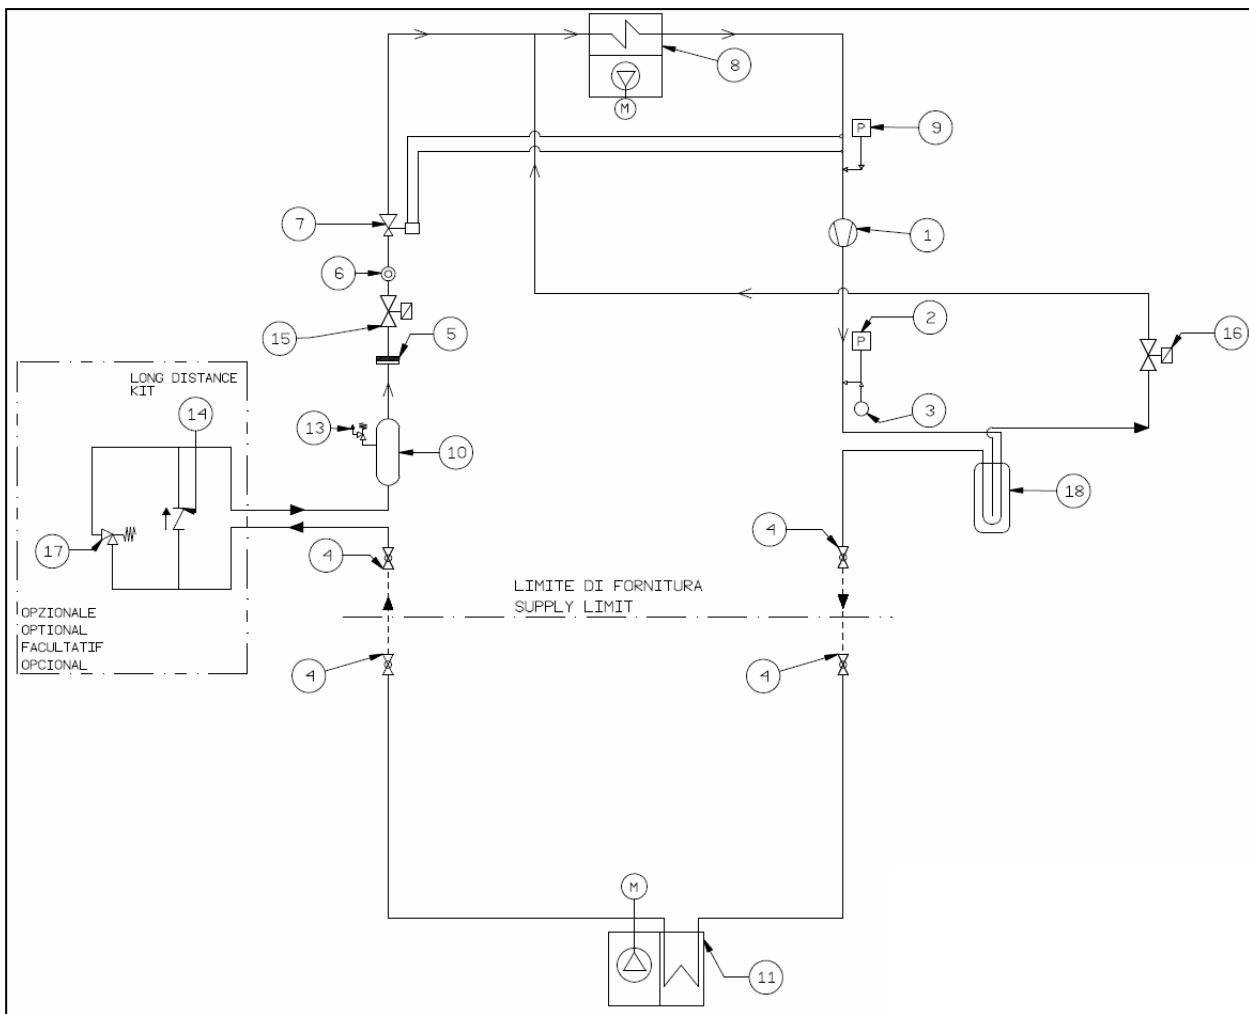 8
M
P
9
7
1
6
2
15
5
P
16
LONG DISTANCE
KIT
14
13
3
10
18
17
4
4
LIMITE DI FORNITURA
SUPPLY LIMIT
OPZIONALE
OPTIONAL
FACULTATIF
OPCIONAL
4
4
M
11